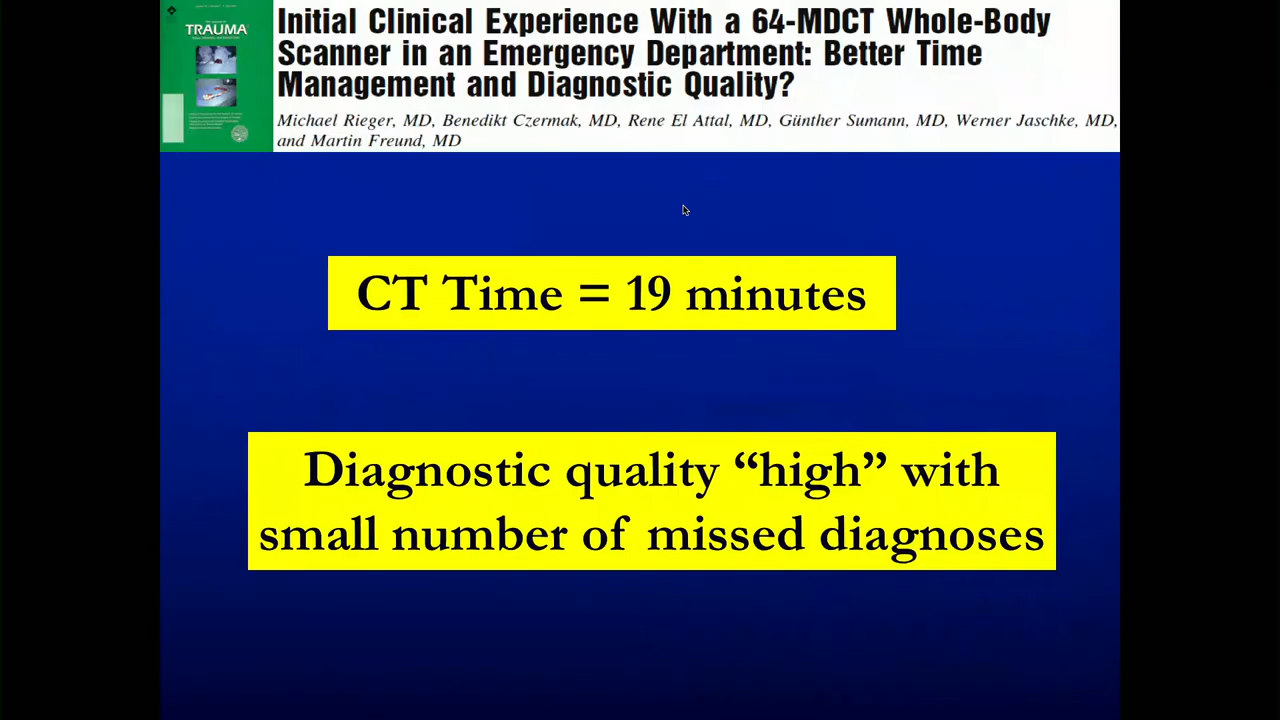 TRAUMA
Initial Clinical Experience With a 64-MDCT Whole-Body
Scanner in an Emergency Department: Better Time
Management and Diagnostic Quality?
Michael Rieger, MD, Benedikt Czermak, MD, Rene El Attal, MD, Günther Sumann, MD, Werner Jaschke, MD,
and Martin Freund, MD
CT Time = 19 minutes
Diagnostic quality “high” with
small number of missed diagnoses